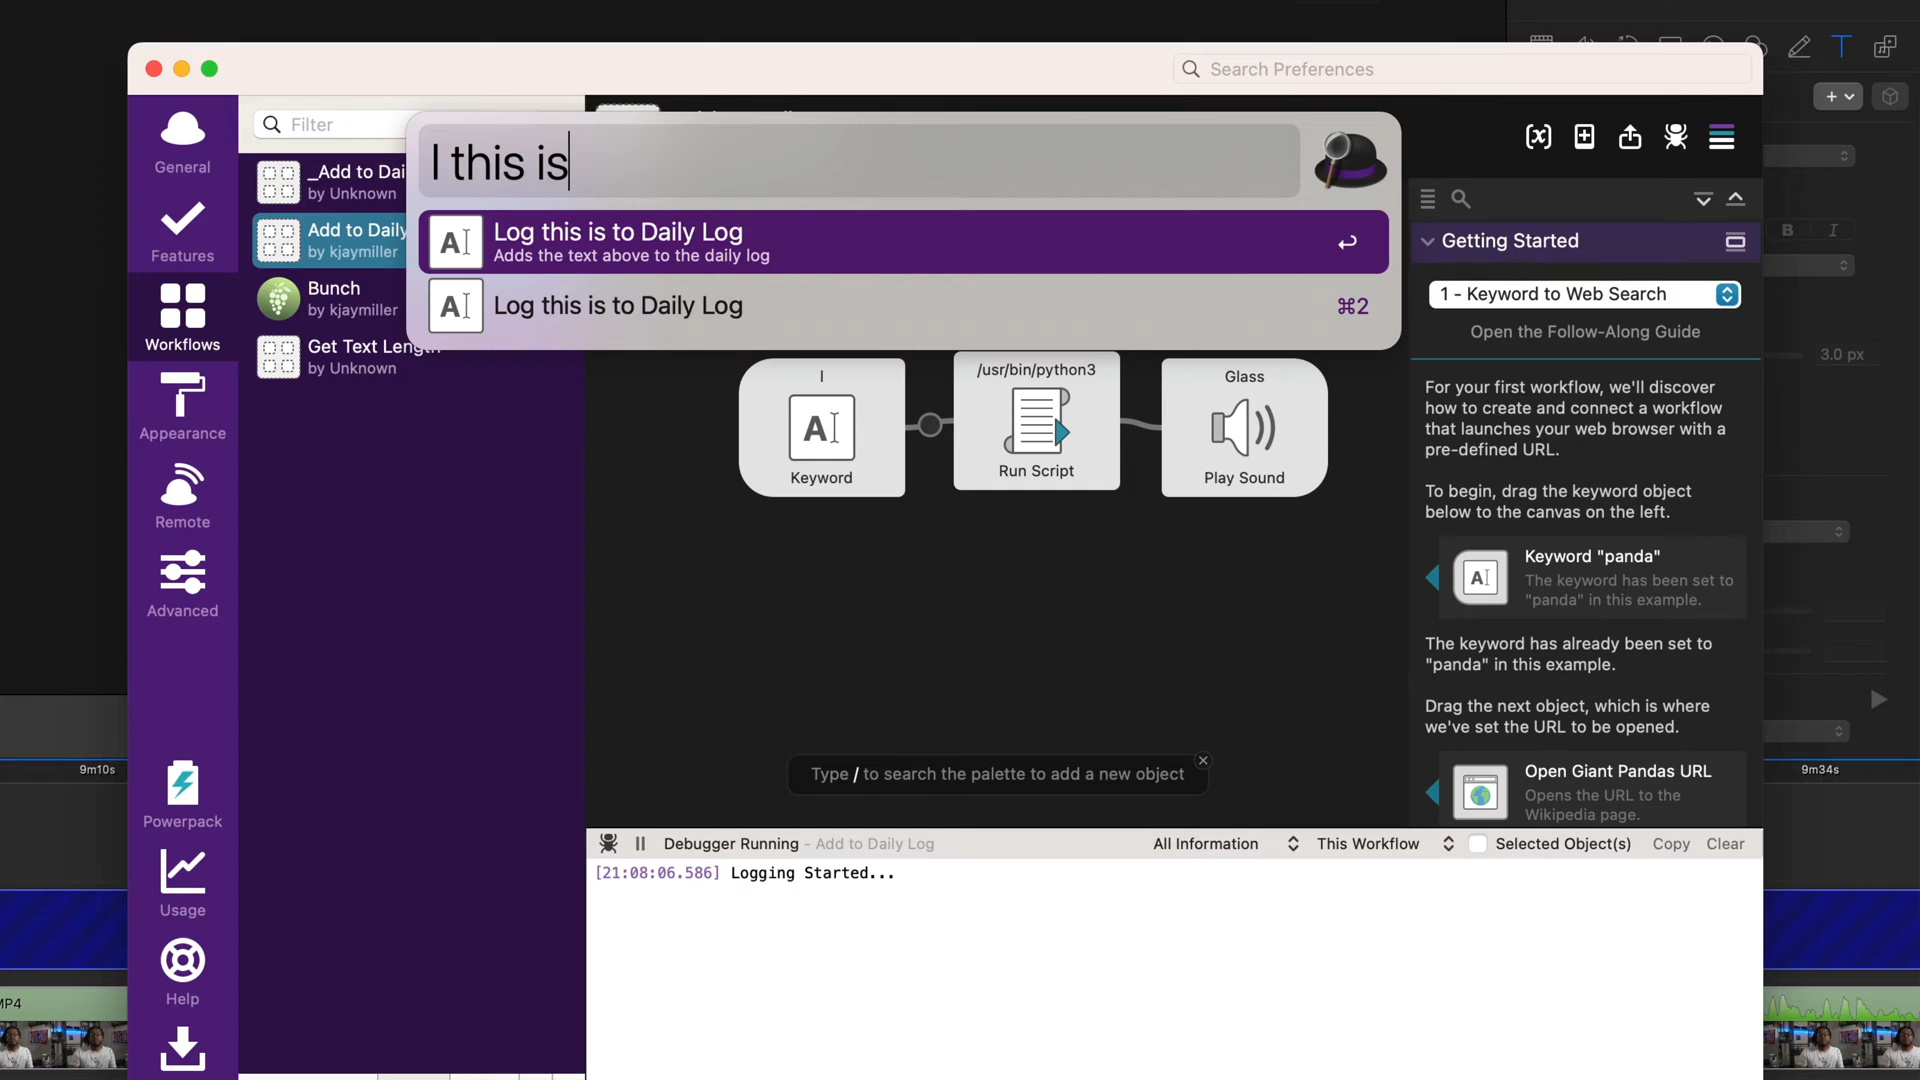 Search Preferences
General
Features
Workflows
Appearance
Remote
Advanced
Powerpack
Usage
Help
Filter
_Add to Dai
by Unknown
Add to Daily
by kjaymiller
Bunch
by kjaymiller
Get Text Length
by Unknown
l this is
Log this is to Daily Log
Adds the text above to the daily log
Log this is to Daily Log
⌘2
l
Keyword
/usr/bin/python3
Run Script
Glass
Play Sound
Type / to search the palette to add a new object
Getting Started
1 - Keyword to Web Search
Open the Follow-Along Guide
For your first workflow, we'll discover
how to create and connect a workflow
that launches your web browser with a
pre-defined URL.
To begin, drag the keyword object
below to the canvas on the left.
Keyword "panda"
The keyword has been set to
"panda" in this example.
The keyword has already been set to
"panda" in this example.
Drag the next object, which is where
we've set the URL to be opened.
Open Giant Pandas URL
Opens the URL to the
Wikipedia page.
Debugger Running - Add to Daily Log
All Information
This Workflow
Selected Object(s)
Copy
Clear
[21:08:06.586] Logging Started...
B
I
3.0 px
9m10s
9m34s
MP4